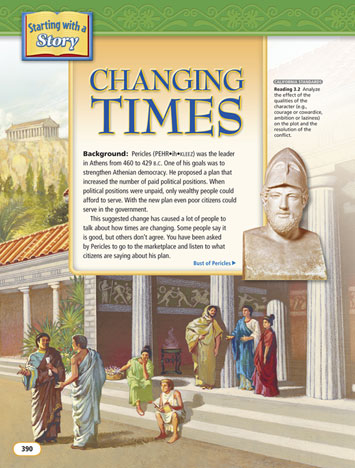 Starting with a
Story
CHANGING
TIMES
CALIFORNIA STANDARDS
Reading 3.2 Analyze
the effect of the
qualities of the
character (e.g.,
courage or cowardice,
ambition or laziness)
on the plot and the
resolution of the
conflict.
Background: Pericles (PEHR•ih•KLEEZ) was the leader
in Athens from 460 to 429 B.C. One of his goals was to
strengthen Athenian democracy. He proposed a plan that
increased the number of paid political positions. When
political positions were unpaid, only wealthy people could
afford to serve. With the new plan even poor citizens could
serve in the government.
This suggested change has caused a lot of people to
talk about how times are changing. Some people say it
is good, but others don't agree. You have been asked
by Pericles to go to the marketplace and listen to what
citizens are saying about his plan.
Bust of Pericles ▶
390